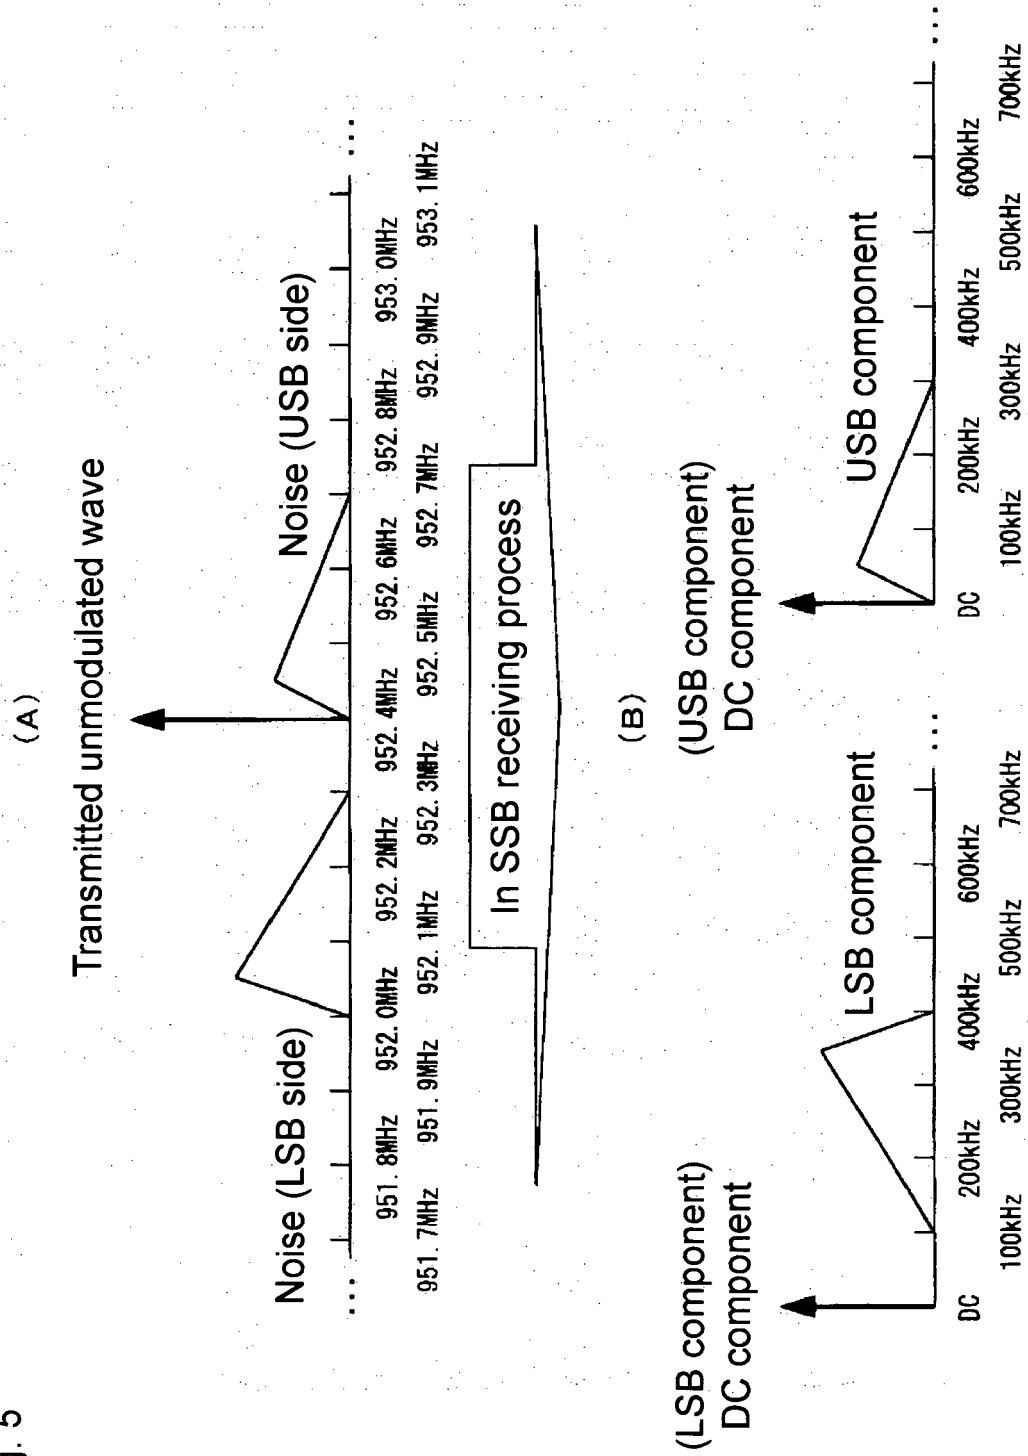 g. 5
(A)
Transmitted unmodulated wave
Noise (LSB side)
Noise (USB side)
...
...
951. 8MHz
952. 0MHz
952. 2MHz
952. 4MHz
952. 6MHz
952. 8MHz
953. 0MHz
951. 7MHz
951. 9MHz
952. 1MHz
952. 3MHz
952. 5MHz
952. 7MHz
952. 9MHz
953. 1MHz
In SSB receiving process
(B)
(LSB component)
DC component
LSB component
...
DC
200kHz
400kHz
600kHz
100kHz
300kHz
500kHz
700kHz
(USB component)
DC component
USB component
...
DC
200kHz
400kHz
600kHz
100kHz
300kHz
500kHz
700kHz